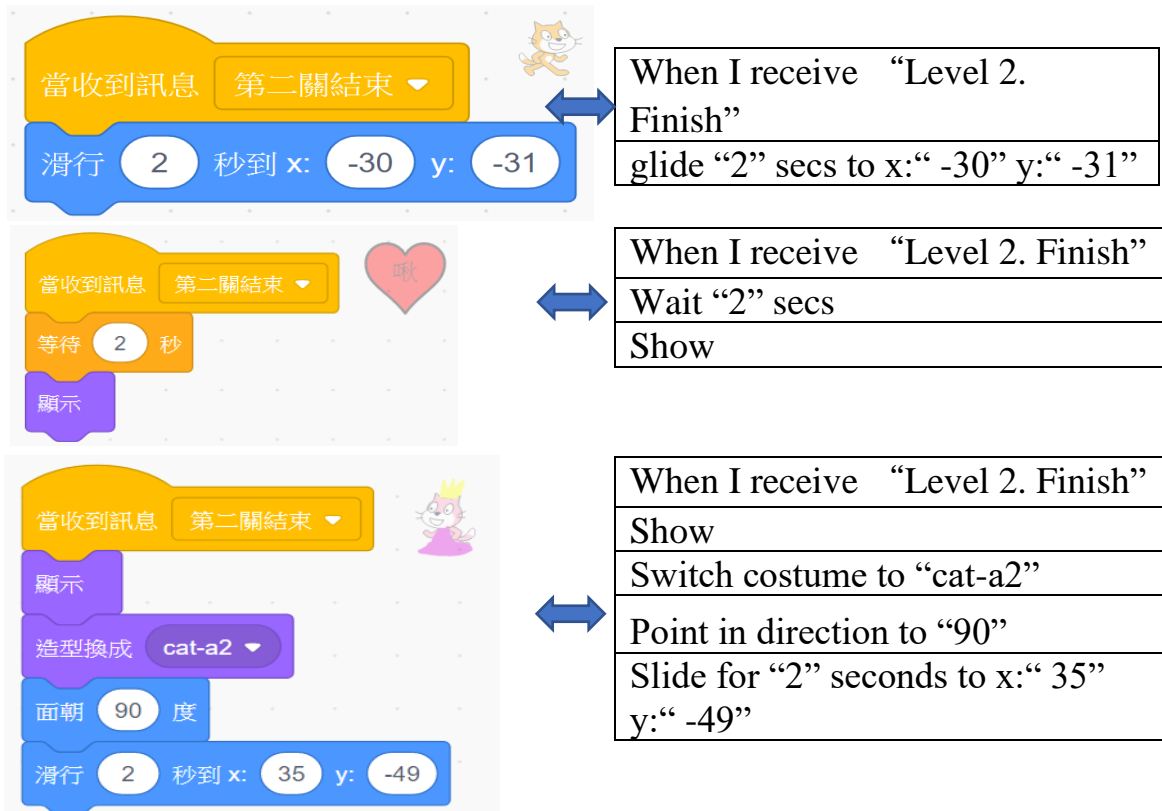 當收到訊息 第二關結束
滑行 2 秒到 x: -30 y: -31
When I receive “Level 2.
Finish”
glide “2” secs to x:“ -30” y:“ -31”
當收到訊息 第二關結束
等待 2 秒
顯示
啾
When I receive “Level 2. Finish”
Wait “2” secs
Show
當收到訊息 第二關結束
顯示
造型換成 cat-a2
面朝 90 度
滑行 2 秒到 x: 35 y: -49
When I receive “Level 2. Finish”
Show
Switch costume to “cat-a2”
Point in direction to “90”
Slide for “2” seconds to x:“ 35”
y:“ -49”